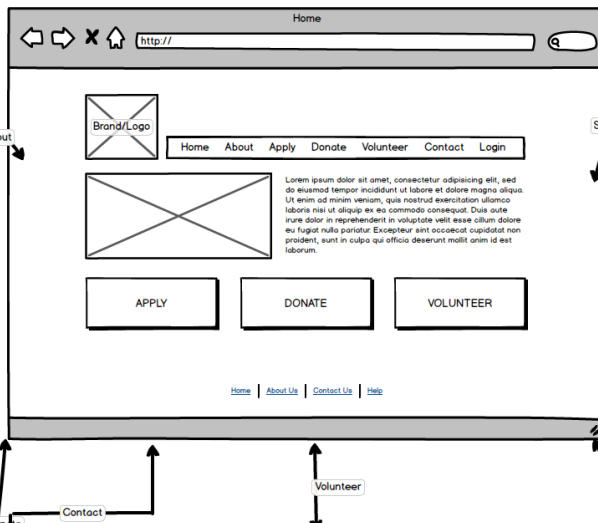 Home
http://
Brand/Logo
Home About Apply Donate Volunteer Contact Login
Lorem ipsum dolor sit amet, consectetur adipisicing elit, sed
do eiusmod tempor incididunt ut labore et dolore magna aliqua.
Ut enim ad minim veniam, quis nostrud exercitation ullamco
laboris nisi ut aliquip ex ea commodo consequat. Duis aute
irure dolor in reprehenderit in voluptate velit esse cillum dolore
eu fugiat nulla pariatur. Excepteur sint occaecat cupidatat non
proident, sunt in culpa qui officia deserunt mollit anim id est
laborum.
APPLY DONATE VOLUNTEER
Home About Us Contact Us Help
Volunteer
Contact